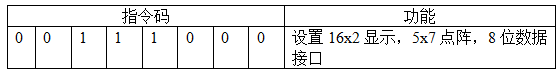 指令码 功能
0 0 1 1 1 0 0 0 设置 16x2 显示，5x7 点阵，8 位数据
接口